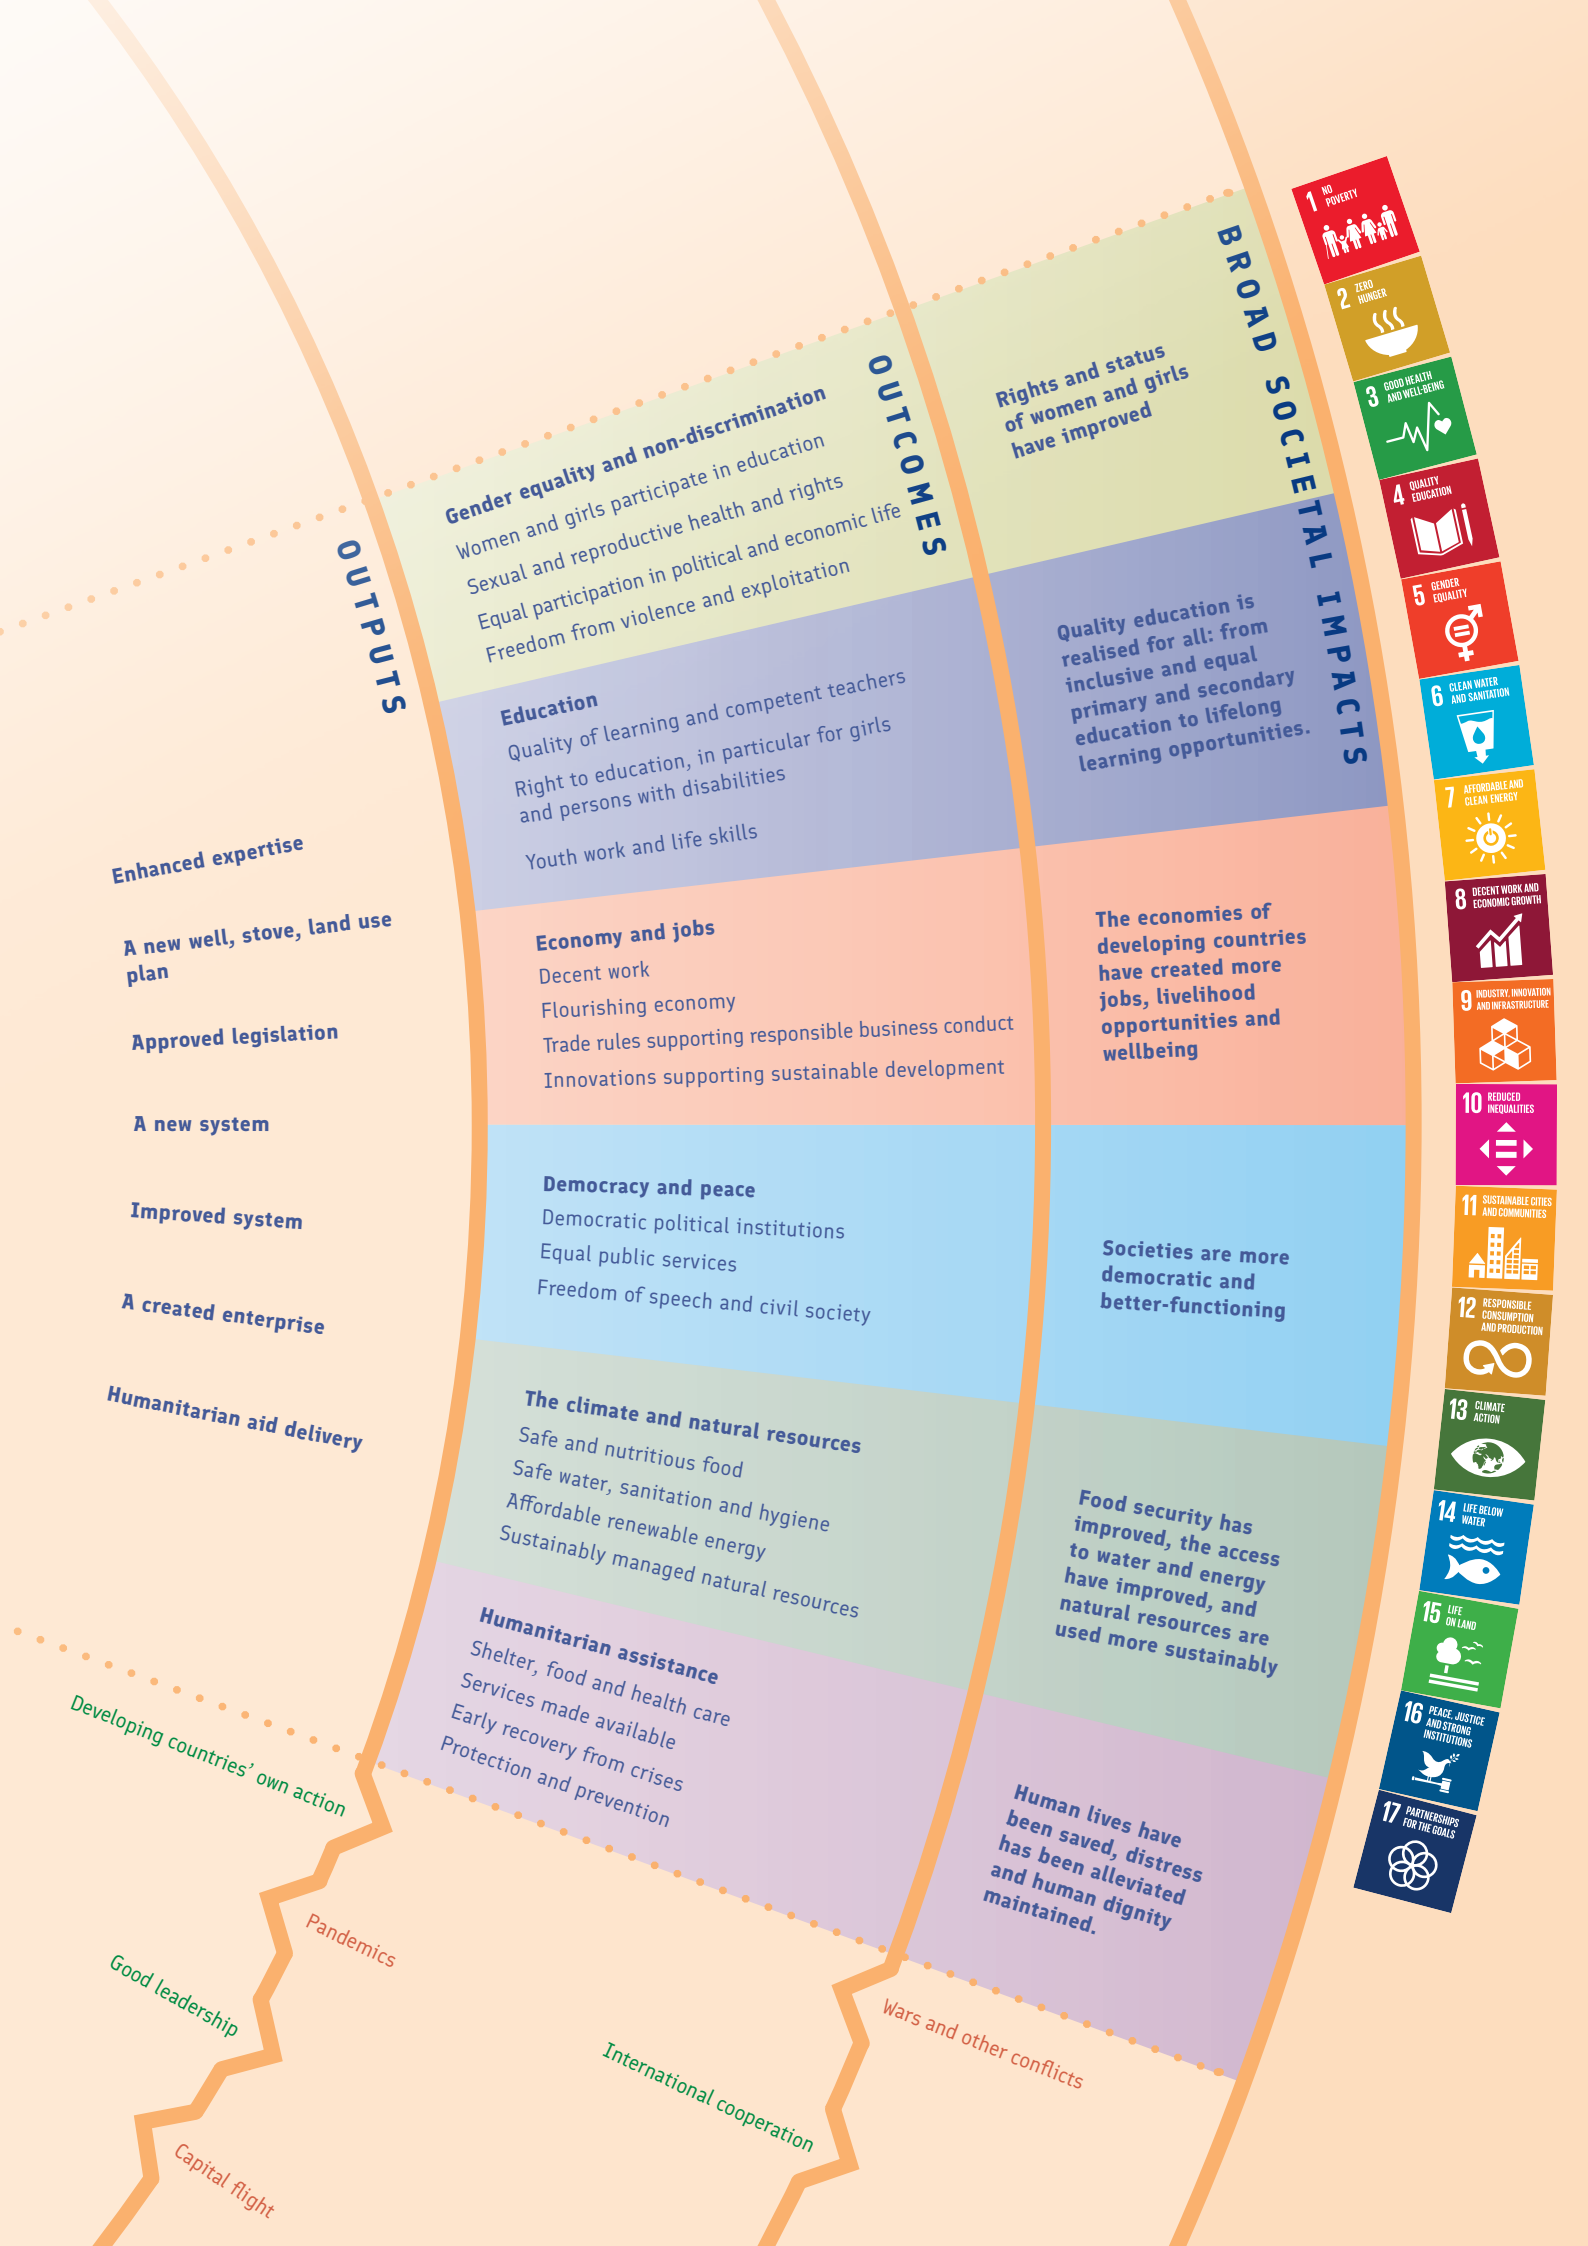 OUTPUTS
Enhanced expertise
A new well, stove, land use
plan
Approved legislation
A new system
Improved system
A created enterprise
Humanitarian aid delivery
OUTCOMES
Gender equality and non-discrimination
Women and girls participate in education
Sexual and reproductive health and rights
Equal participation in political and economic life
Freedom from violence and exploitation
Education
Quality of learning and competent teachers
Right to education, in particular for girls
and persons with disabilities
Youth work and life skills
Economy and jobs
Decent work
Flourishing economy
Trade rules supporting responsible business conduct
Innovations supporting sustainable development
Democracy and peace
Democratic political institutions
Equal public services
Freedom of speech and civil society
The climate and natural resources
Safe and nutritious food
Safe water, sanitation and hygiene
Affordable renewable energy
Sustainably managed natural resources
Humanitarian assistance
Shelter, food and health care
Services made available
Early recovery from crises
Protection and prevention
BROAD SOCIETAL IMPACTS
Rights and status
of women and girls
have improved
Quality education is
realised for all: from
inclusive and equal
primary and secondary
education to lifelong
learning opportunities.
The economies of
developing countries
have created more
jobs, livelihood
opportunities and
wellbeing
Societies are more
democratic and
better-functioning
Food security has
improved, the access
to water and energy
have improved, and
natural resources are
used more sustainably
Human lives have
been saved, distress
has been alleviated
and human dignity
maintained.
1 NO
POVERTY
2 ZERO
HUNGER
3 GOOD HEALTH
AND WELL-BEING
4 QUALITY
EDUCATION
5 GENDER
EQUALITY
6 CLEAN WATER
AND SANITATION
7 AFFORDABLE AND
CLEAN ENERGY
8 DECENT WORK AND
ECONOMIC GROWTH
9 INDUSTRY, INNOVATION
AND INFRASTRUCTURE
10 REDUCED
INEQUALITIES
11 SUSTAINABLE CITIES
AND COMMUNITIES
12 RESPONSIBLE
CONSUMPTION
AND PRODUCTION
13 CLIMATE
ACTION
14 LIFE BELOW
WATER
15 LIFE
ON LAND
16 PEACE, JUSTICE
AND STRONG
INSTITUTIONS
17 PARTNERSHIPS
FOR THE GOALS
Developing countries’ own action
Pandemics
Good leadership
Wars and other conflicts
International cooperation
Capital flight